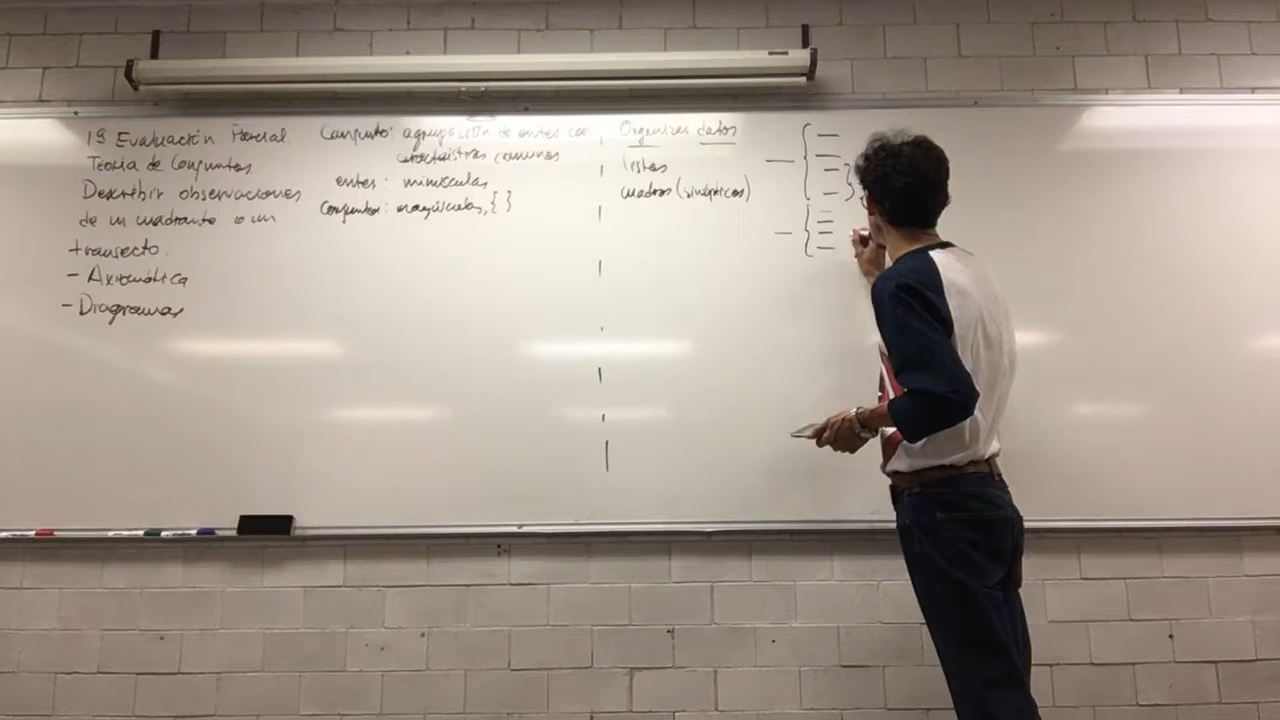 1ª Evaluación Parcial
Teoría de Conjuntos
Describir observaciones
de un cuadrante o un
transecto.
- Axiomática
- Diagramas
Conjunto: agrupación de entes con
características comunes
entes: minúsculas
Conjuntos: mayúsculas, { }
Organizar datos
listas
cuadros (sinópticos)